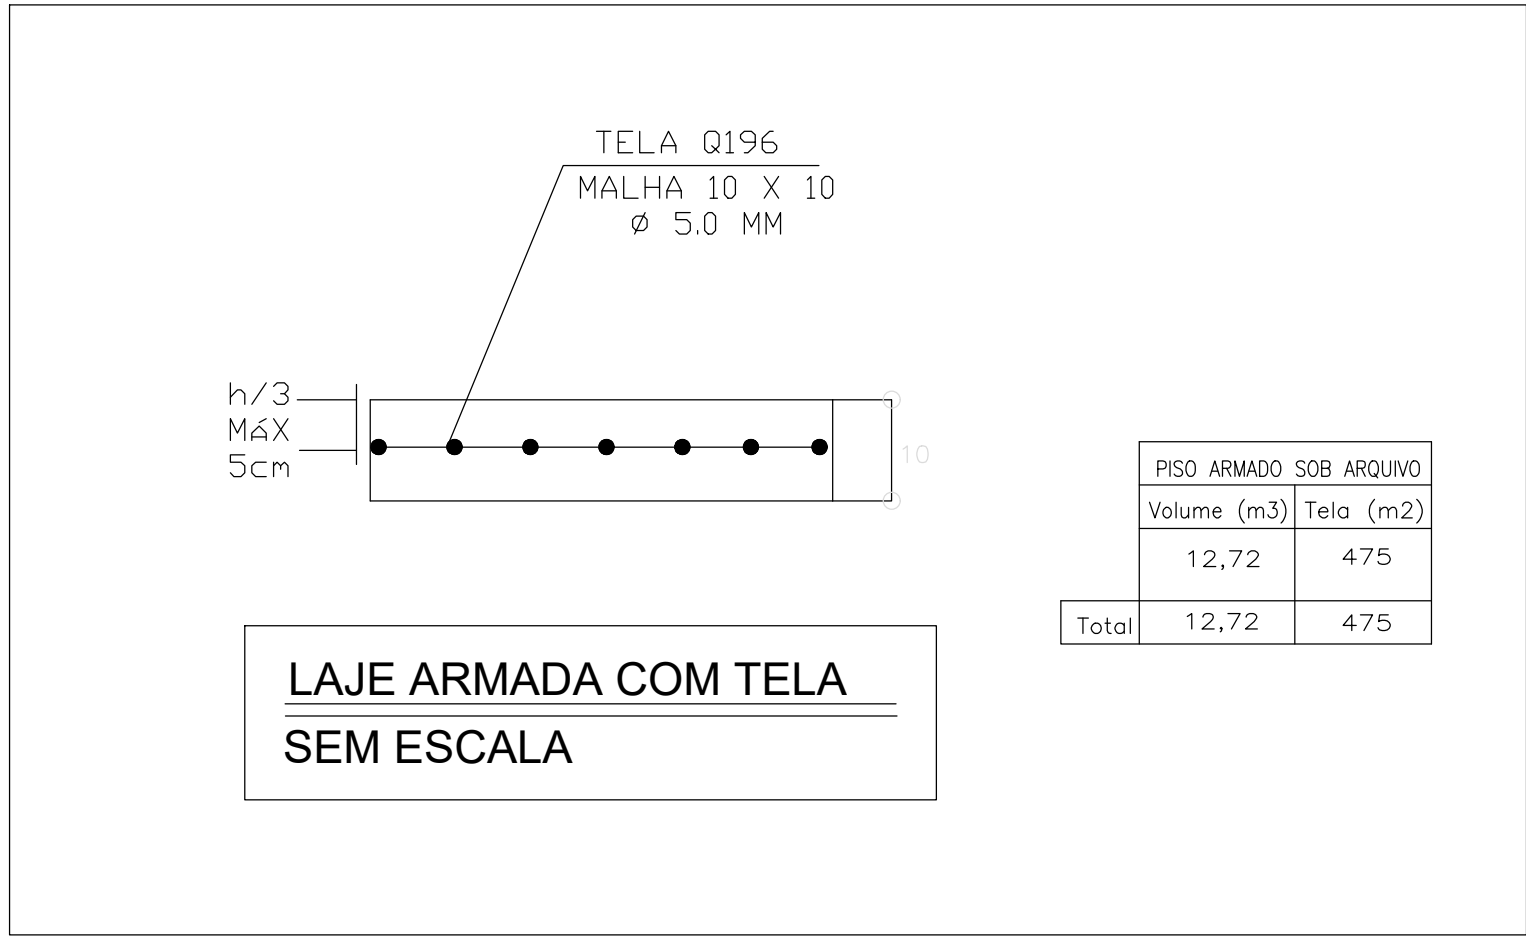 TELA Q196
MALHA 10 X 10
Ø 5.0 MM
h/3
MáX
5cm
10
PISO ARMADO SOB ARQUIVO
Volume (m3) Tela (m2)
12,72 475
Total 12,72 475
LAJE ARMADA COM TELA
SEM ESCALA